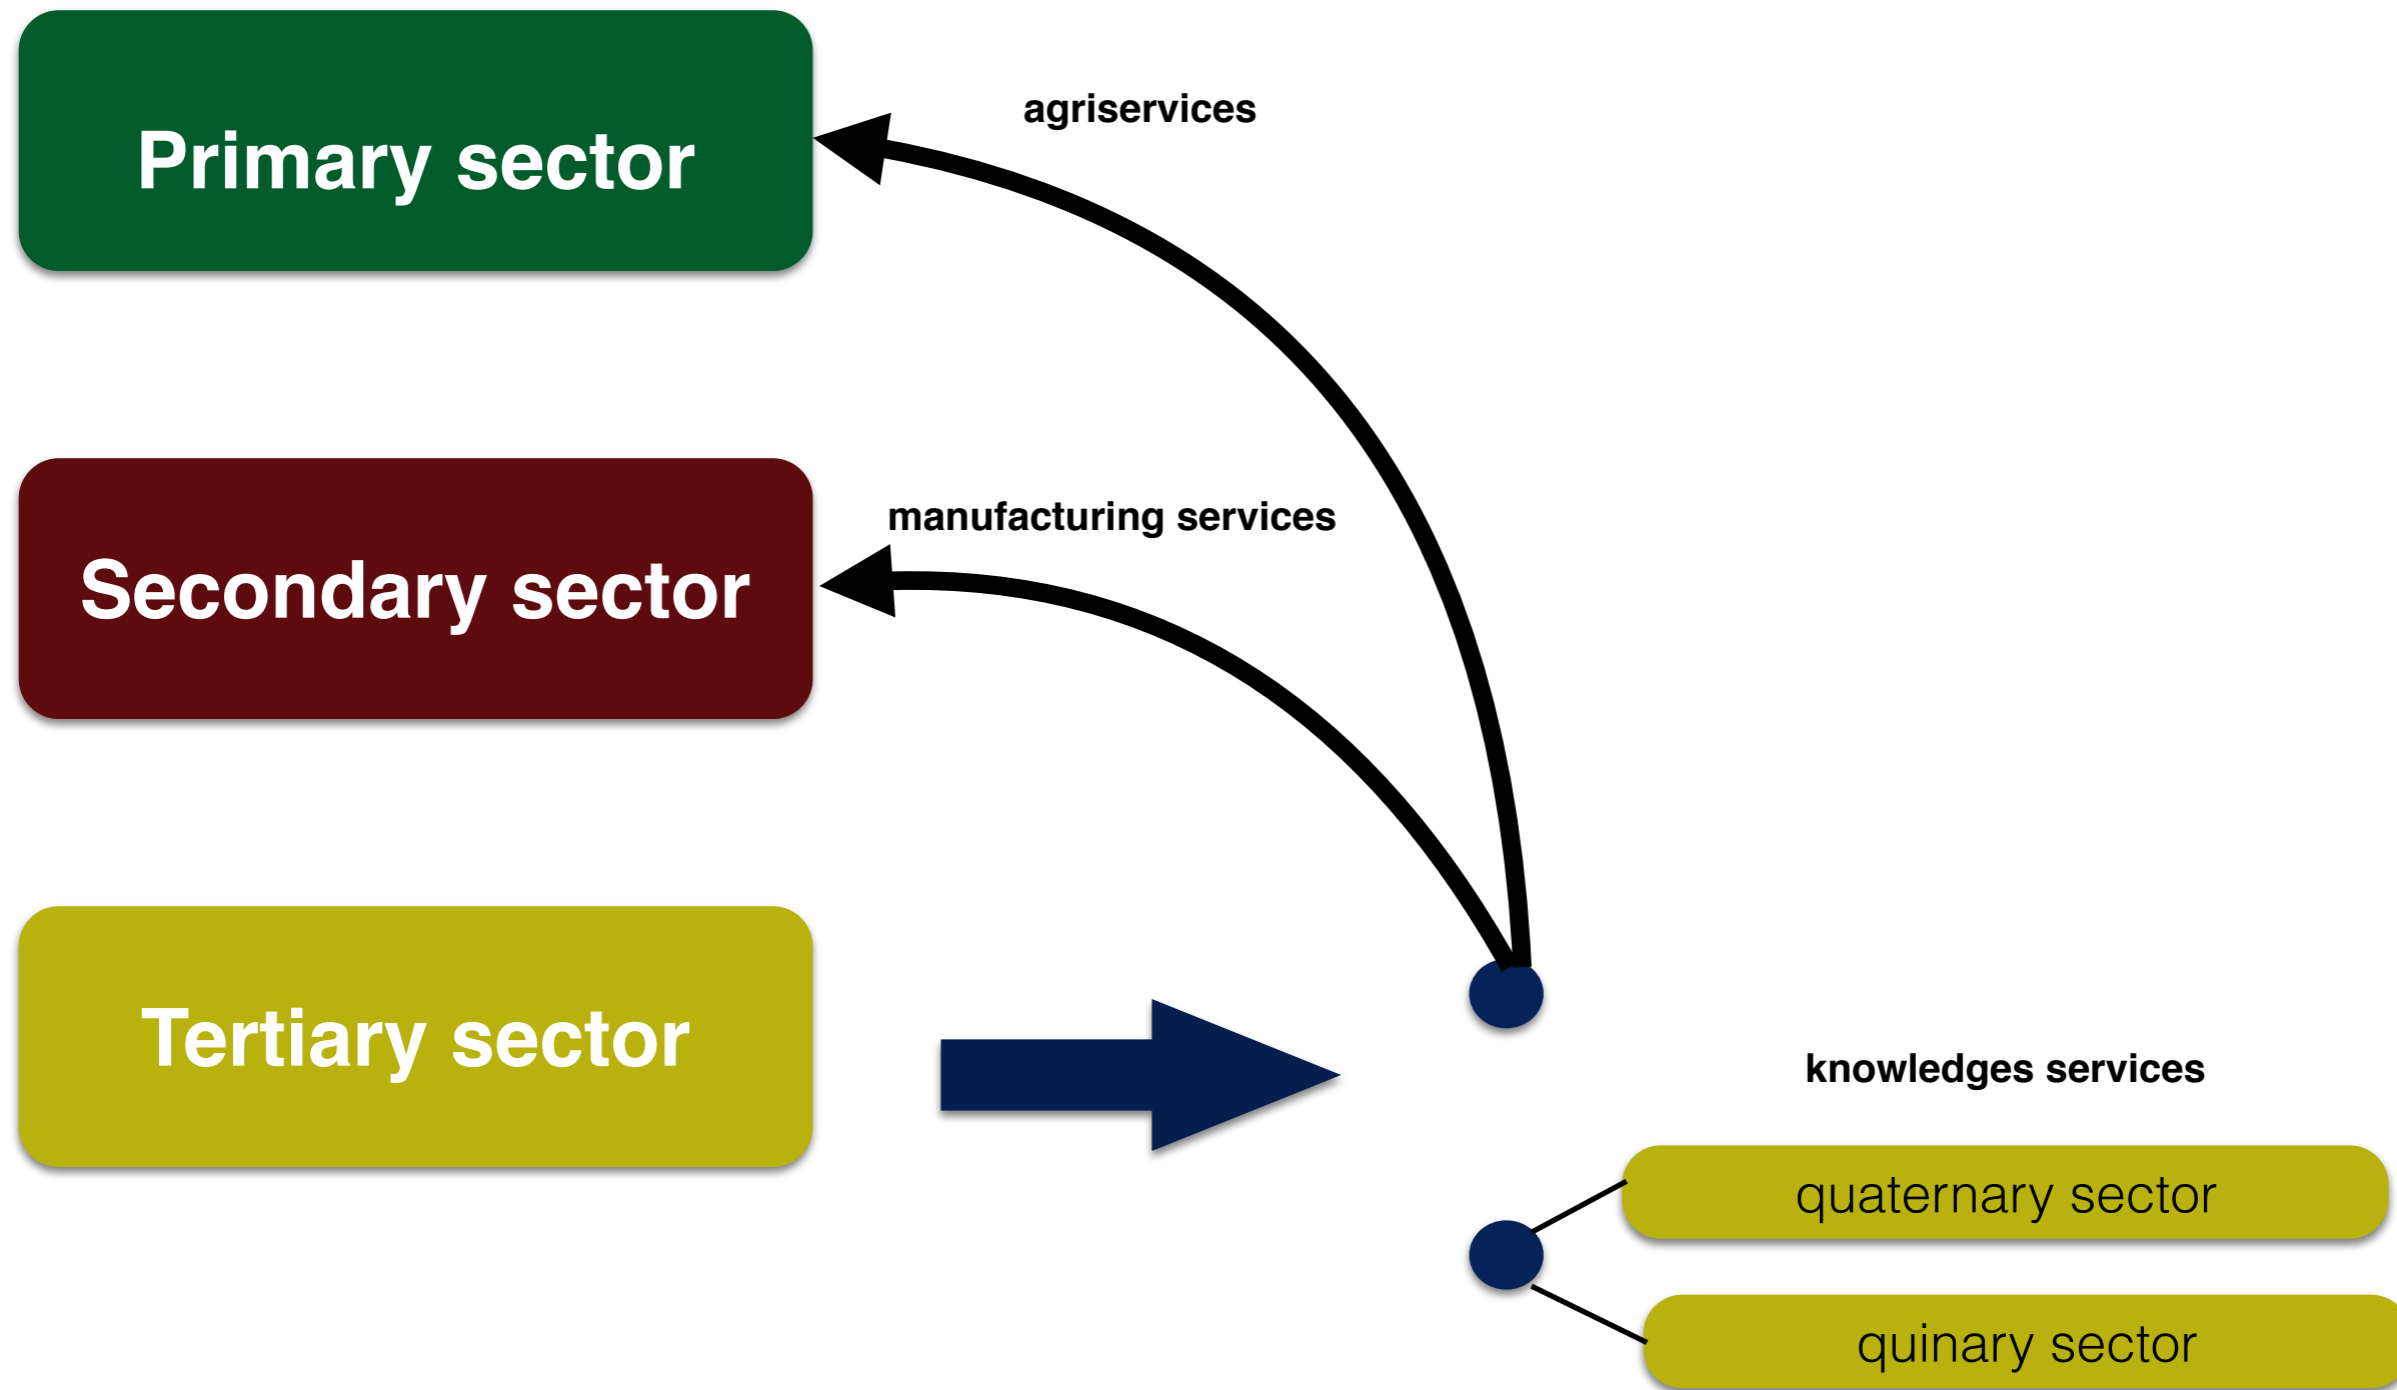 agriservices
Primary sector
manufacturing services
Secondary sector
Tertiary sector
knowledges services
quaternary sector
quinary sector